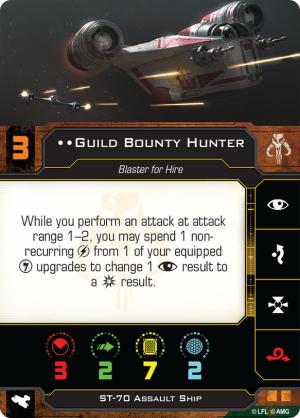 3
••Guild Bounty Hunter
Blaster for Hire
While you perform an attack at attack
range 1–2, you may spend 1 non-
recurring from 1 of your equipped
upgrades to change 1 result to
a result.
3 2 7 2
ST-70 Assault Ship
© LFL © AMG